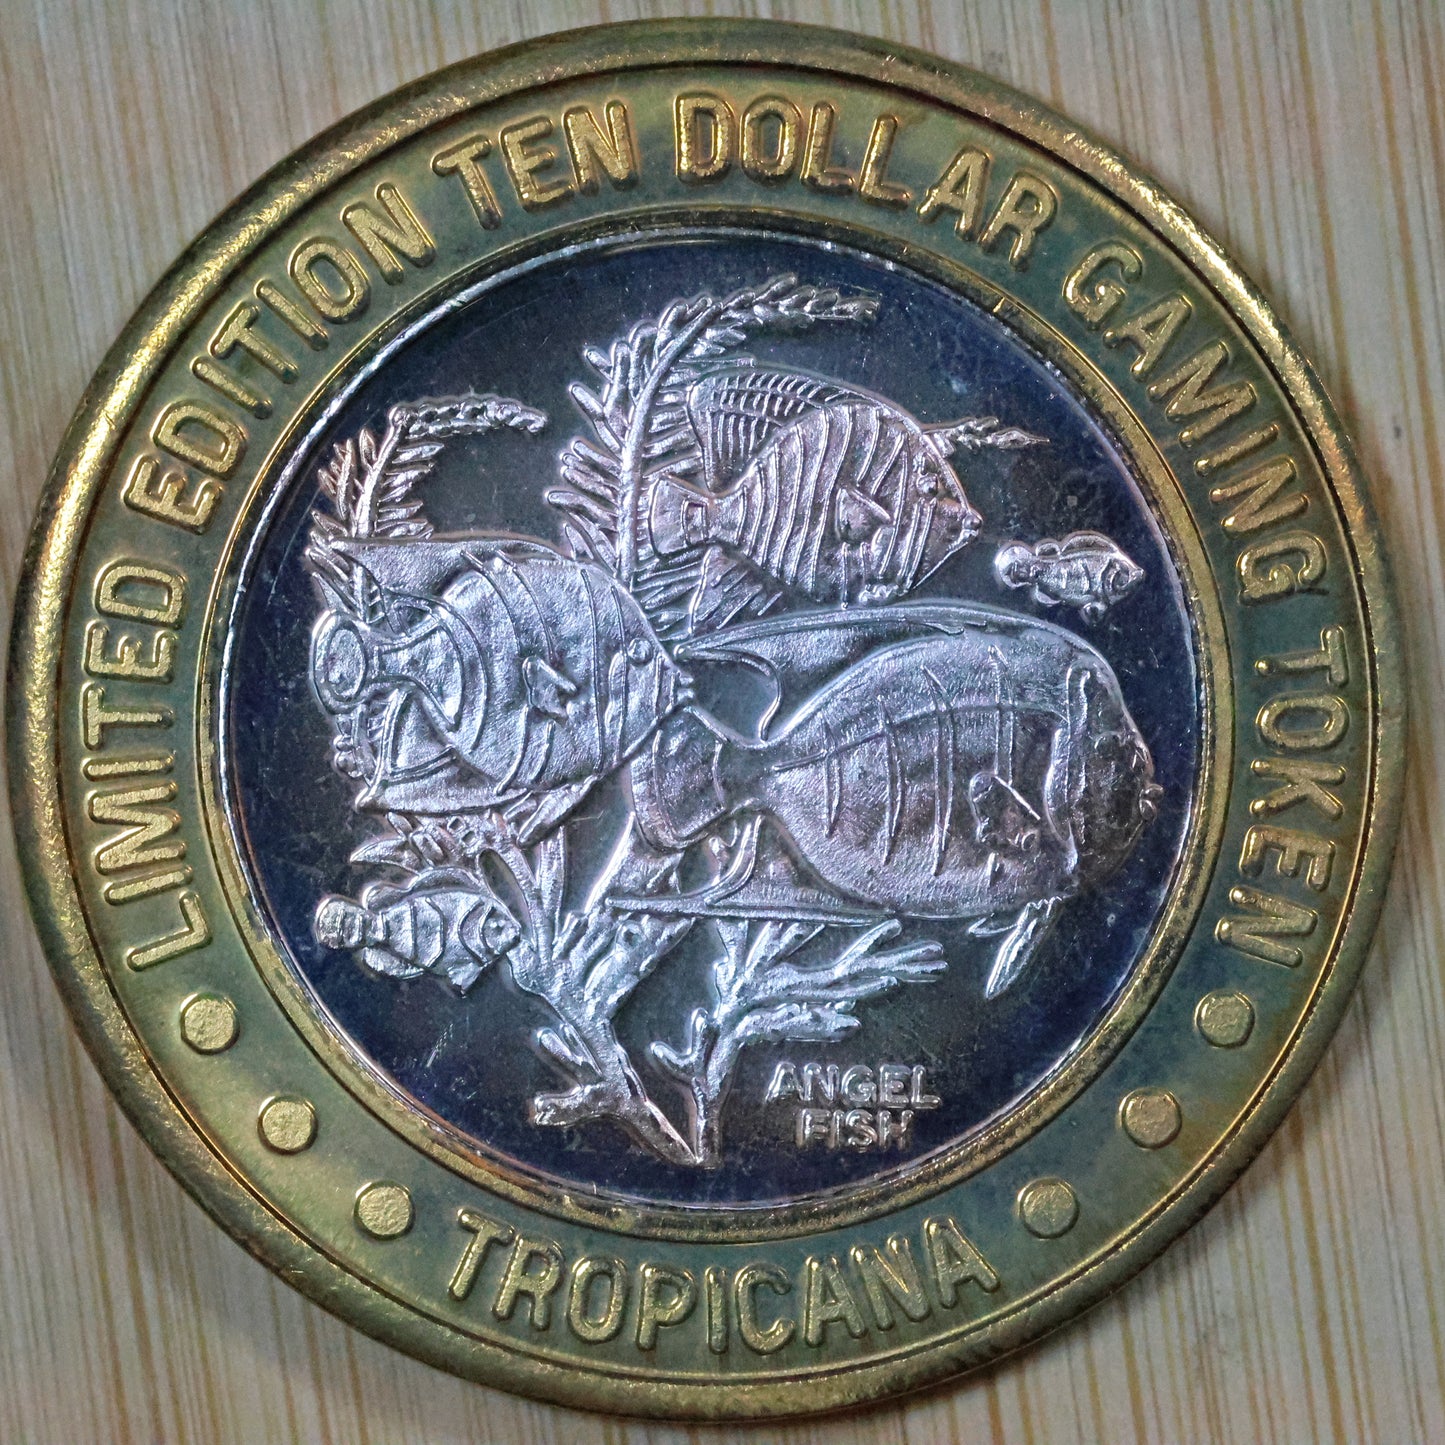 LIMITED EDITION TEN DOLLAR GAMING TOKEN
ANGEL
FISH
TROPICANA